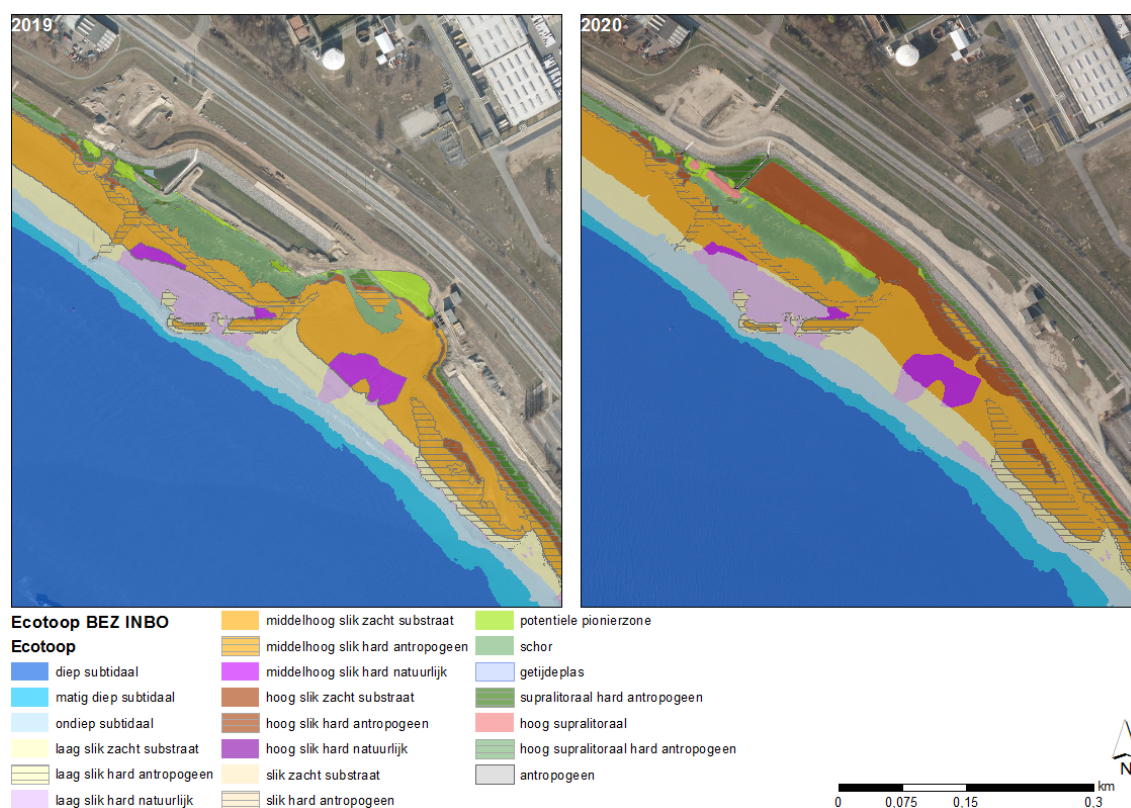 2019
2020
Ecotoop BEZ INBO
Ecotoop
diep subtidaal
matig diep subtidaal
ondiep subtidaal
laag slik zacht substraat
laag slik hard antropogeen
laag slik hard natuurlijk
middelhoog slik zacht substraat
middelhoog slik hard antropogeen
middelhoog slik hard natuurlijk
hoog slik zacht substraat
hoog slik hard antropogeen
hoog slik hard natuurlijk
slik zacht substraat
slik hard antropogeen
potentiele pionierzone
schor
getijdeplas
supralitoraal hard antropogeen
hoog supralitoraal
hoog supralitoraal hard antropogeen
antropogeen
N
km
0 0,075 0,15 0,3